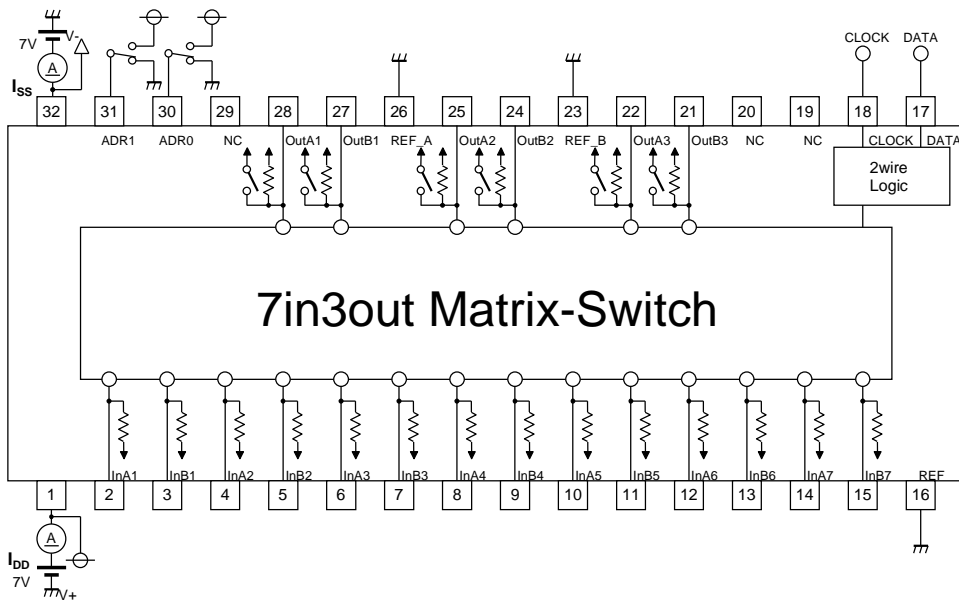 7V V-
A
I_SS
CLOCK DATA
32 31 30 29 28 27 26 25 24 23 22 21 20 19 18 17
ADR1 ADR0 NC OutA1 OutB1 REF_A OutA2 OutB2 REF_B OutA3 OutB3 NC NC CLOCK DATA
2wire
Logic
7in3out Matrix-Switch
InA1 InB1 InA2 InB2 InA3 InB3 InA4 InB4 InA5 InB5 InA6 InB6 InA7 InB7 REF
1 2 3 4 5 6 7 8 9 10 11 12 13 14 15 16
A
I_DD
7V
V+